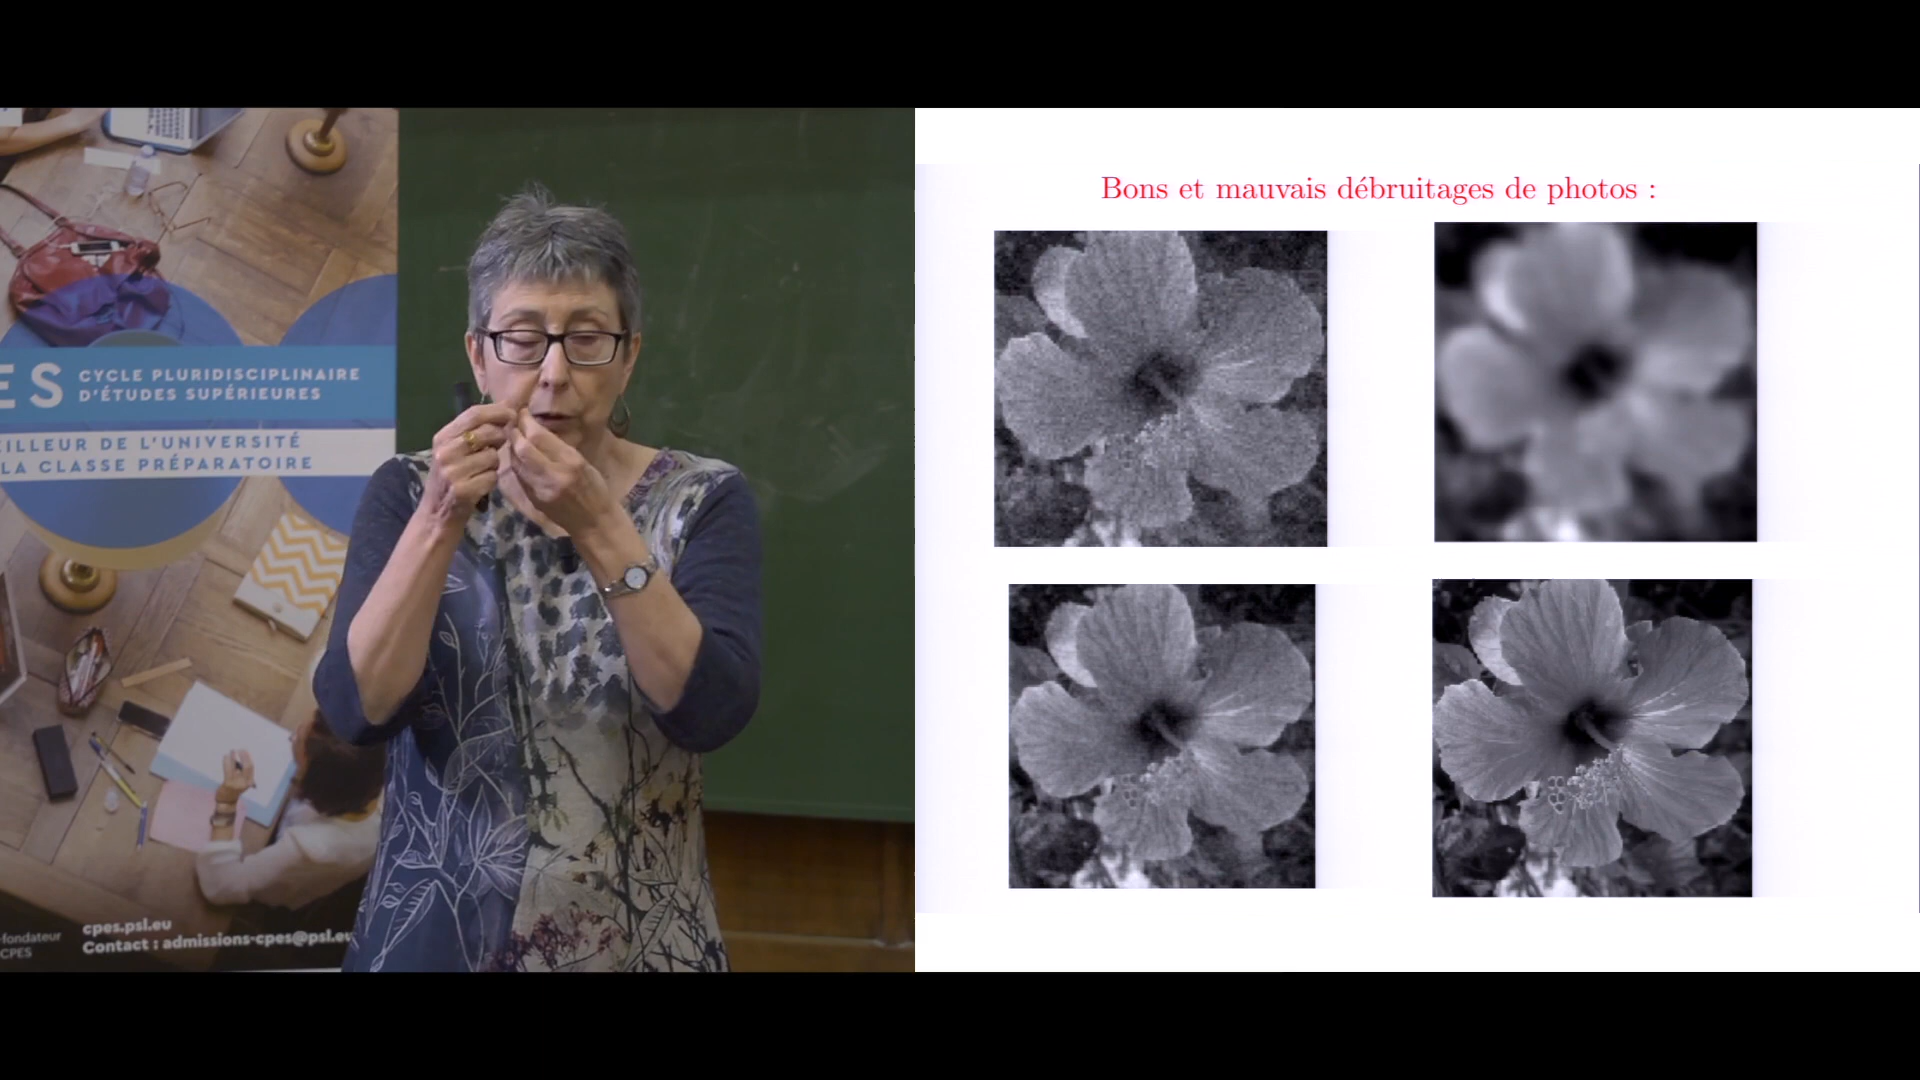 ES
CYCLE PLURIDISCIPLINAIRE
D'ÉTUDES SUPÉRIEURES
EILLEUR DE L'UNIVERSITÉ
LA CLASSE PRÉPARATOIRE
-fondateur
CPES
cpes.psl.eu
Contact : admissions-cpes@psl.eu
Bons et mauvais débruitages de photos :